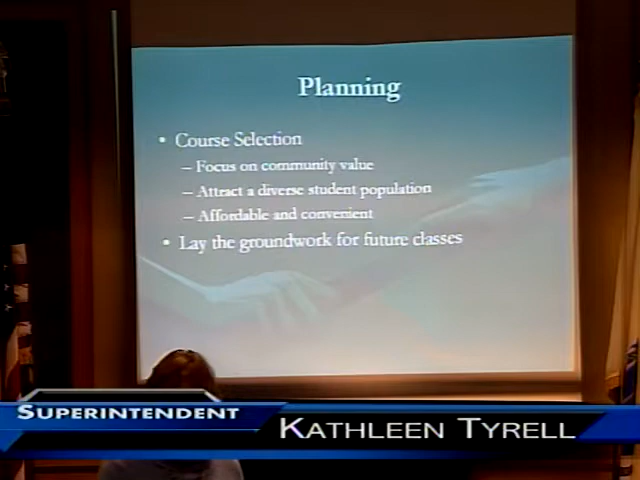 Planning
• Course Selection
– Focus on community value
– Attract a diverse student population
– Affordable and convenient
• Lay the groundwork for future classes
SUPERINTENDENT
KATHLEEN TYRELL